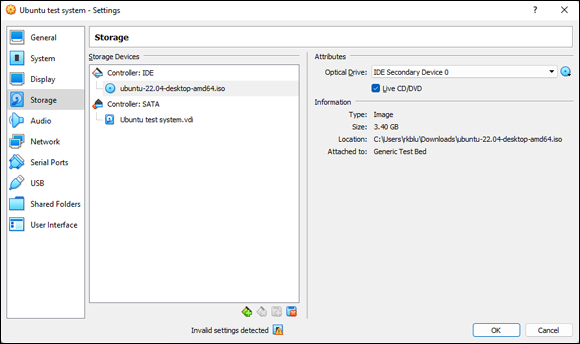 Ubuntu test system - Settings
?
General
System
Display
Storage
Audio
Network
Serial Ports
USB
Shared Folders
User Interface
Storage
Storage Devices
Controller: IDE
ubuntu-22.04-desktop-amd64.iso
Controller: SATA
Ubuntu test system.vdi
Attributes
Optical Drive: IDE Secondary Device 0
Live CD/DVD
Information
Type: Image
Size: 3.40 GB
Location: C:\Users\rkblu\Downloads\ubuntu-22.04-desktop-amd64.iso
Attached to: Generic Test Bed
Invalid settings detected
OK Cancel